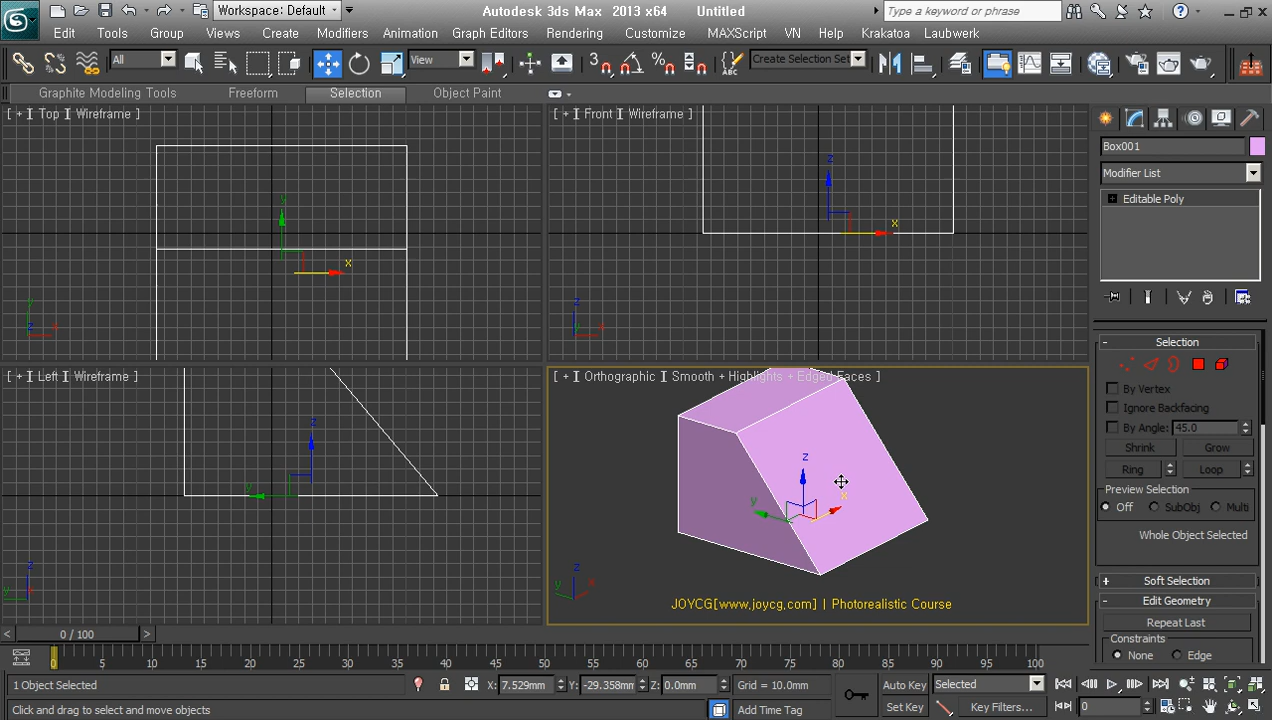 Workspace: Default
Autodesk 3ds Max 2013 x64 Untitled
Type a keyword or phrase
Edit Tools Group Views Create Modifiers Animation Graph Editors Rendering Customize MAXScript VN Help Krakatoa Laubwerk
All
View
3
Create Selection Set
Graphite Modeling Tools Freeform Selection Object Paint
[ + ] [ Top ] [ Wireframe ]
[ + ] [ Front ] [ Wireframe ]
Box001
Modifier List
Editable Poly
y
x
z
x
y
z
x
z
y
x
[ + ] [ Left ] [ Wireframe ]
[ + ] [ Orthographic ] [ Smooth + Highlights + Edged Faces ]
z
y
z
y
z
y
x
z
y
x
JOYCG[www.joycg.com] | Photorealistic Course
- Selection
By Vertex
Ignore Backfacing
By Angle: 45.0
Shrink Grow
Ring Loop
Preview Selection
Off SubObj Multi
Whole Object Selected
+ Soft Selection
- Edit Geometry
Repeat Last
Constraints
None Edge
< 0 / 100 >
0 5 10 15 20 25 30 35 40 45 50 55 60 65 70 75 80 85 90 95 100
1 Object Selected
X: 7.529mm Y: -29.358mm Z: 0.0mm Grid = 10.0mm
Auto Key Selected
Click and drag to select and move objects
Add Time Tag
Set Key Key Filters... 0